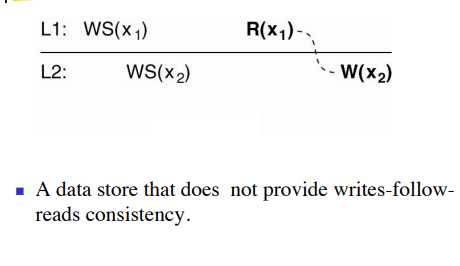 L1: WS(x₁) R(x₁)
L2: WS(x₂) W(x₂)
A data store that does not provide writes-follow-
reads consistency.